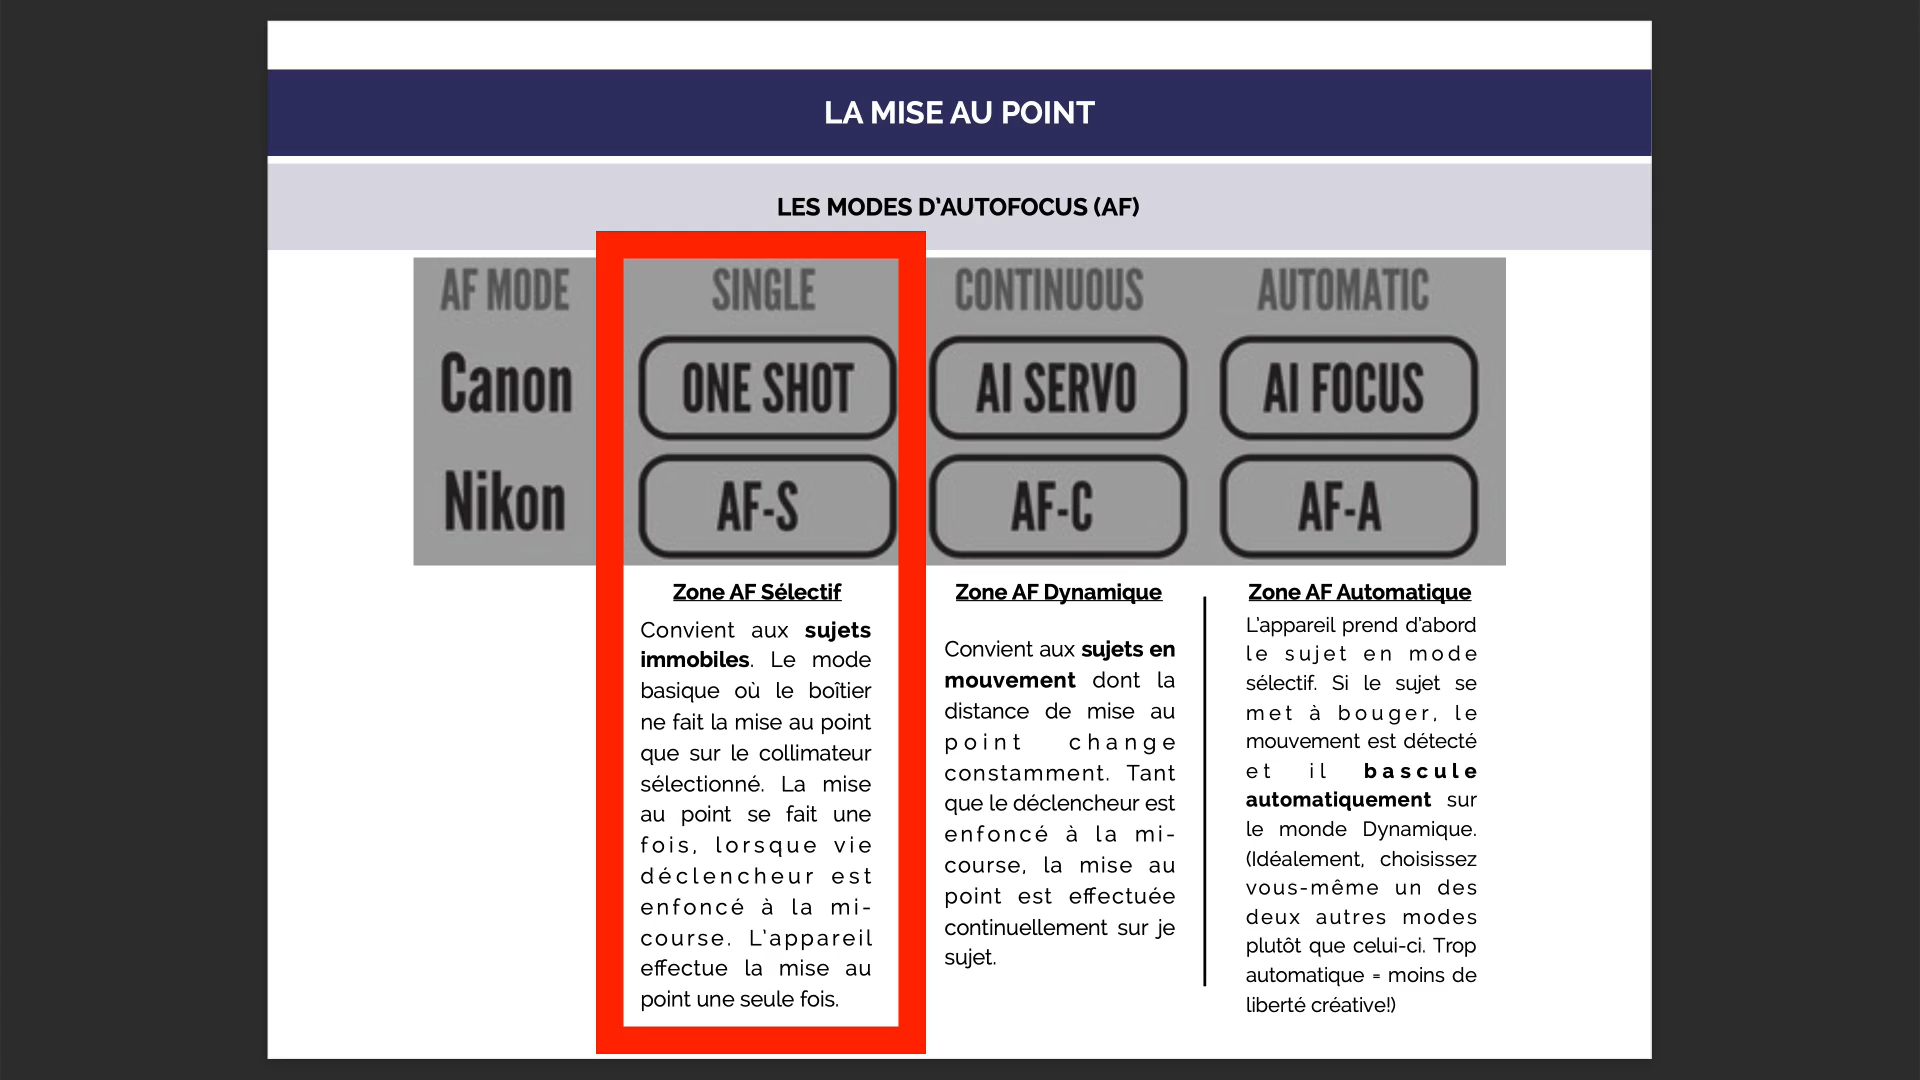 LA MISE AU POINT
LES MODES D'AUTOFOCUS (AF)
AF MODE SINGLE CONTINUOUS AUTOMATIC
Canon ONE SHOT AI SERVO AI FOCUS
Nikon AF-S AF-C AF-A
Zone AF Sélectif
Convient aux sujets
immobiles. Le mode
basique où le boîtier
ne fait la mise au point
que sur le collimateur
sélectionné. La mise
au point se fait une
fois, lorsque vie
déclencheur est
enfoncé à la mi-
course. L'appareil
effectue la mise au
point une seule fois.
Zone AF Dynamique
Convient aux sujets en
mouvement dont la
distance de mise au
point change
constamment. Tant
que le déclencheur est
enfoncé à la mi-
course, la mise au
point est effectuée
continuellement sur je
sujet.
Zone AF Automatique
L'appareil prend d'abord
le sujet en mode
sélectif. Si le sujet se
met à bouger, le
mouvement est détecté
et il bascule
automatiquement sur
le monde Dynamique.
(Idéalement, choisissez
vous-même un des
deux autres modes
plutôt que celui-ci. Trop
automatique = moins de
liberté créative!)